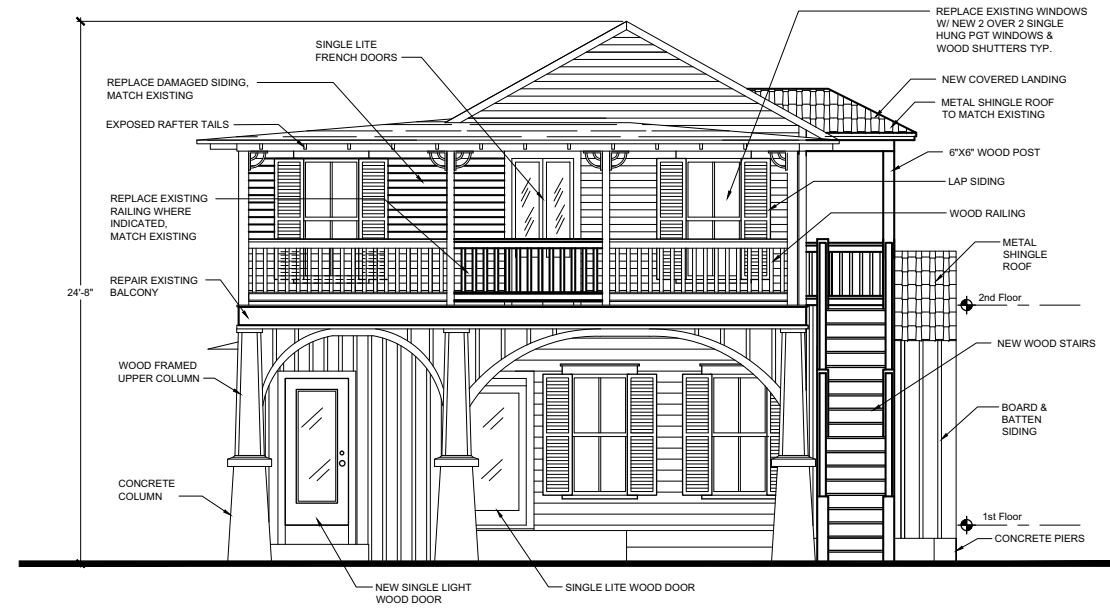 REPLACE EXISTING WINDOWS
W/ NEW 2 OVER 2 SINGLE
HUNG PGT WINDOWS &
WOOD SHUTTERS TYP.
SINGLE LITE
FRENCH DOORS
REPLACE DAMAGED SIDING,
MATCH EXISTING
NEW COVERED LANDING
METAL SHINGLE ROOF
TO MATCH EXISTING
EXPOSED RAFTER TAILS
6"X6" WOOD POST
LAP SIDING
REPLACE EXISTING
RAILING WHERE
INDICATED,
MATCH EXISTING
WOOD RAILING
METAL
SHINGLE
ROOF
REPAIR EXISTING
BALCONY
24'-8"
2nd Floor
NEW WOOD STAIRS
WOOD FRAMED
UPPER COLUMN
BOARD &
BATTEN
SIDING
CONCRETE
COLUMN
1st Floor
CONCRETE PIERS
NEW SINGLE LIGHT
WOOD DOOR
SINGLE LITE WOOD DOOR